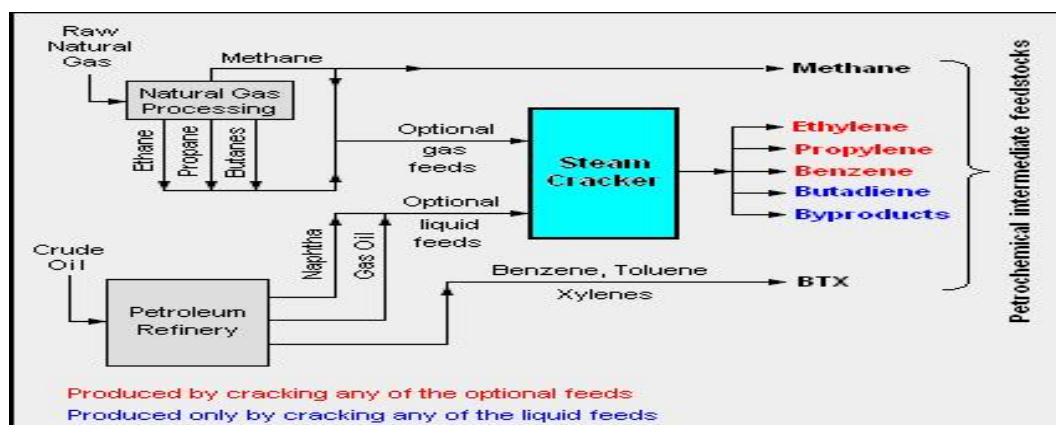 Raw
Natural
Gas
Methane
Natural Gas
Processing
Ethane
Propane
Butanes
Optional
gas
feeds
Steam
Cracker
Methane
Ethylene
Propylene
Benzene
Butadiene
Byproducts
Crude
Oil
Petroleum
Refinery
Naphtha
Gas Oil
Optional
liquid
feeds
Benzene, Toluene
Xylenes
BTX
Petrochemical intermediate feedstocks
Produced by cracking any of the optional feeds
Produced only by cracking any of the liquid feeds